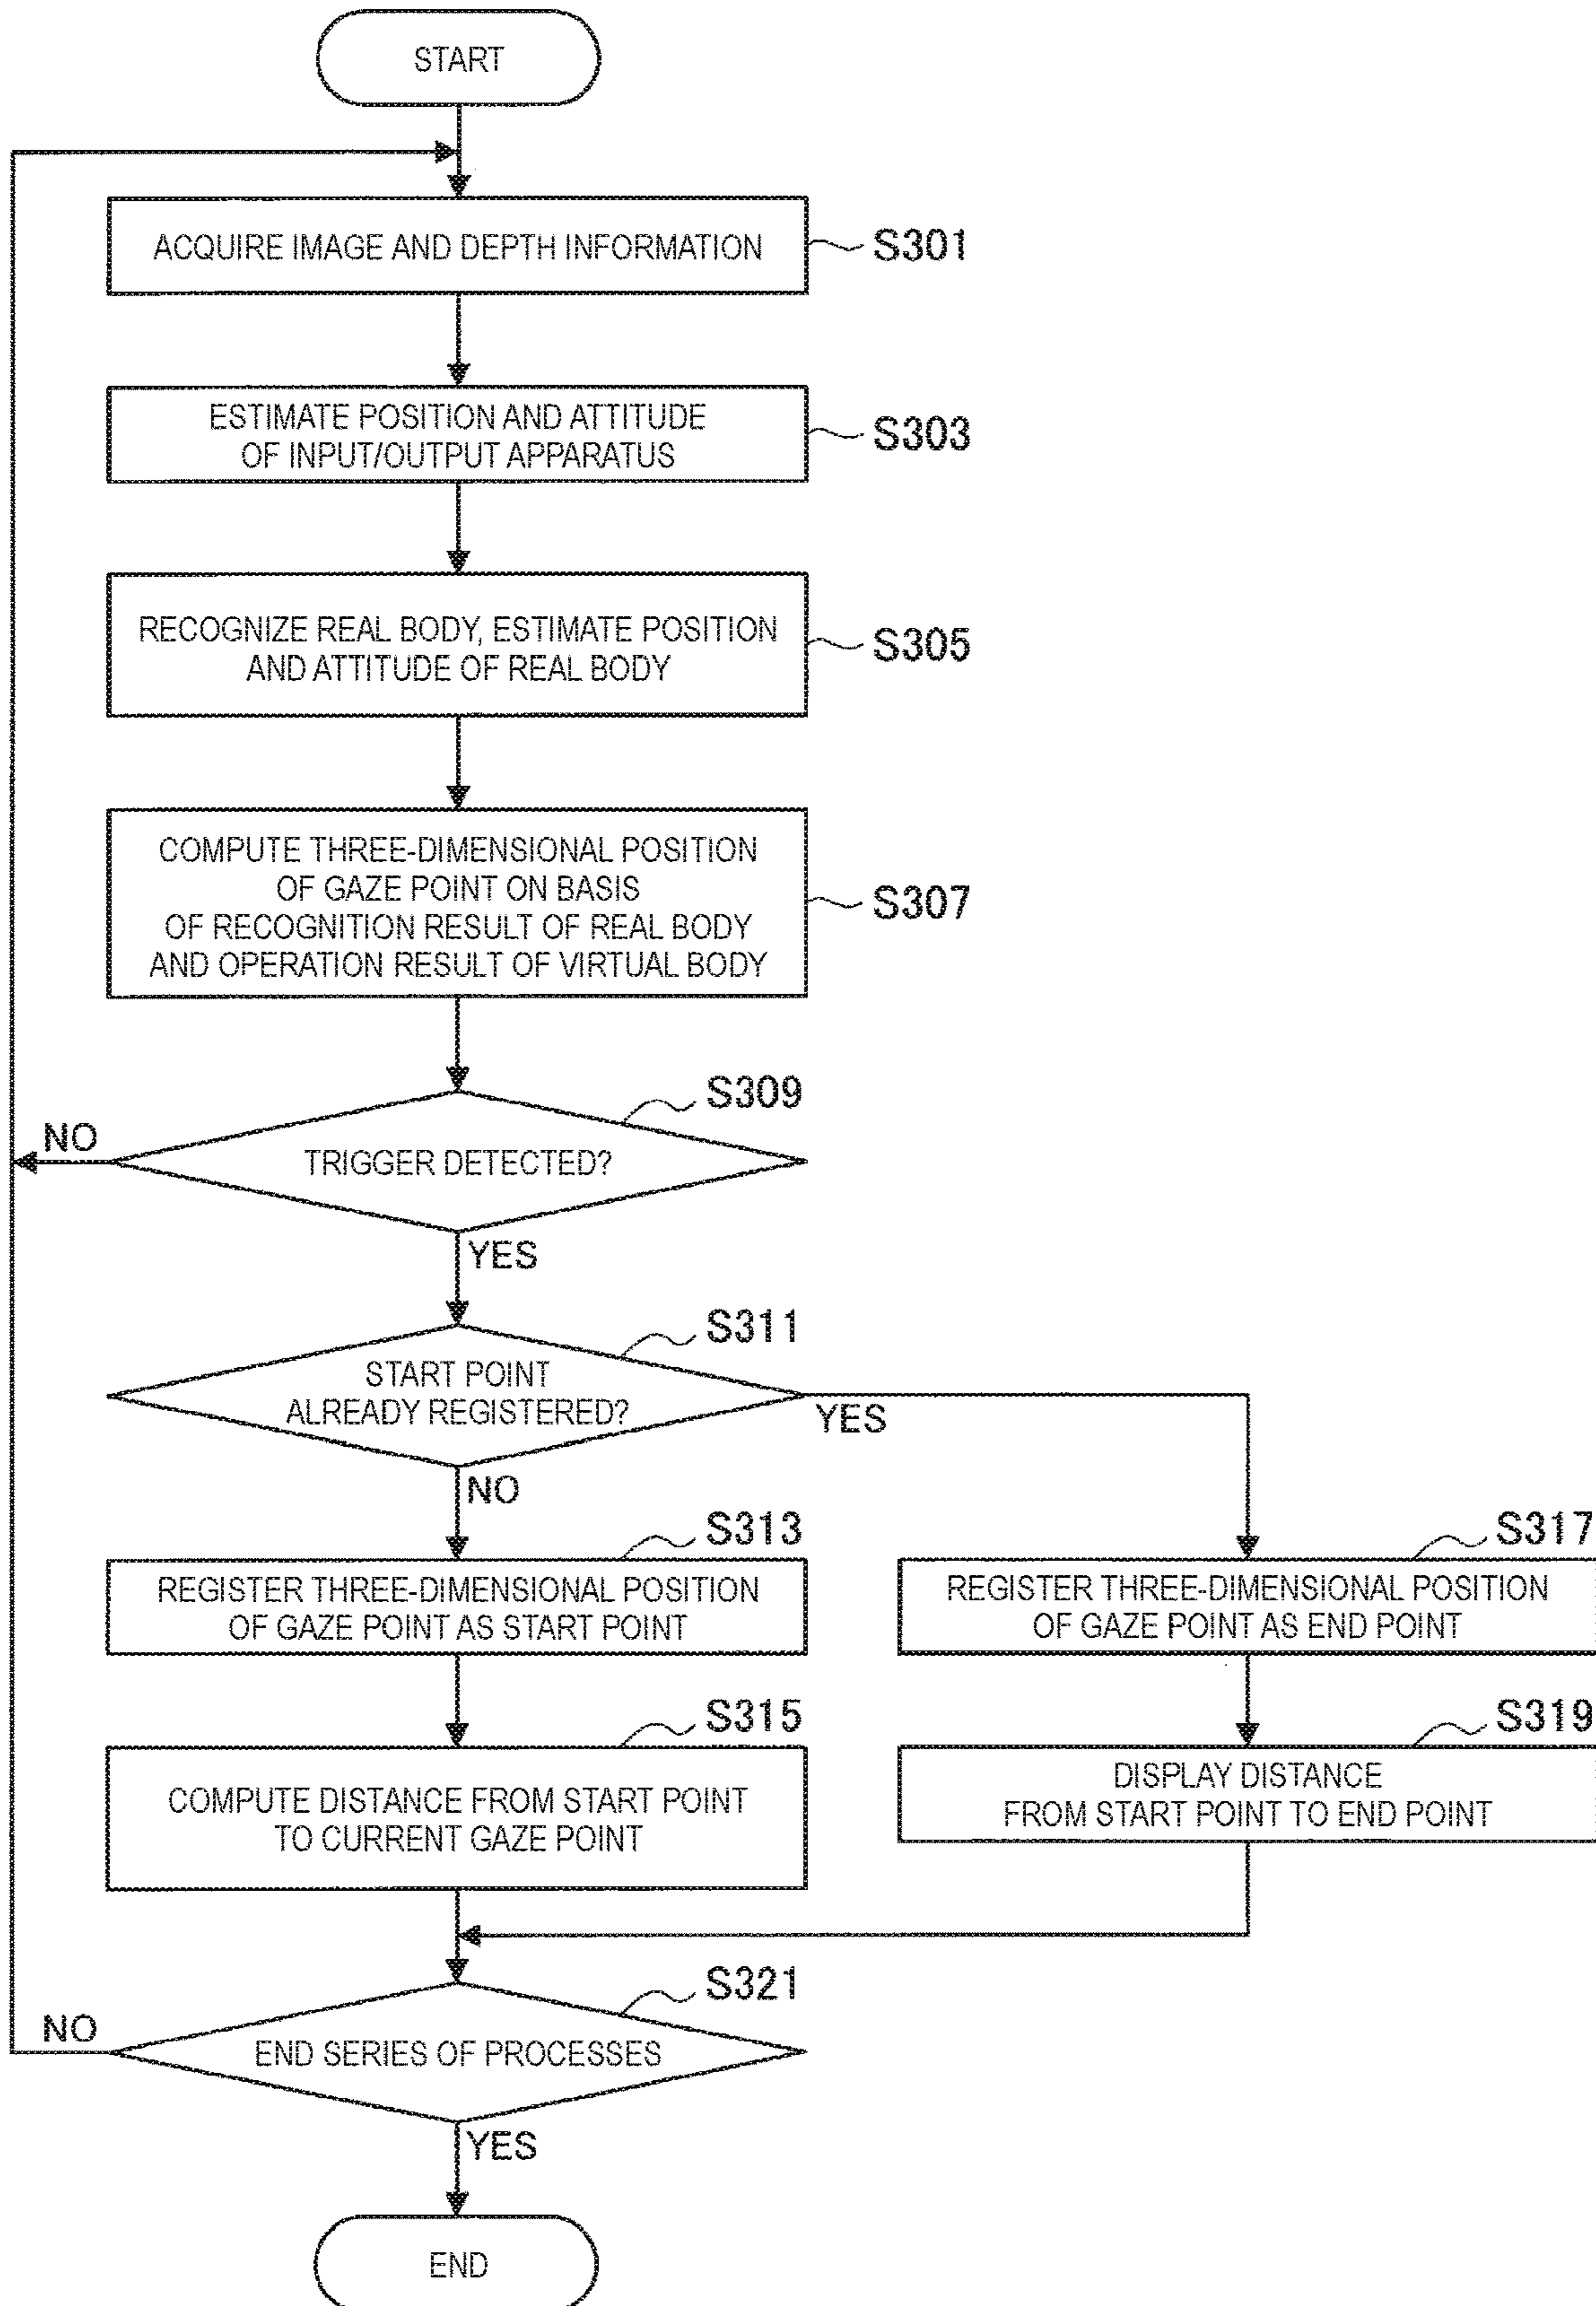 START
ACQUIRE IMAGE AND DEPTH INFORMATION
S301
ESTIMATE POSITION AND ATTITUDE
OF INPUT/OUTPUT APPARATUS
S303
RECOGNIZE REAL BODY, ESTIMATE POSITION
AND ATTITUDE OF REAL BODY
S305
COMPUTE THREE-DIMENSIONAL POSITION
OF GAZE POINT ON BASIS
OF RECOGNITION RESULT OF REAL BODY
AND OPERATION RESULT OF VIRTUAL BODY
S307
S309
NO
TRIGGER DETECTED?
YES
S311
START POINT
ALREADY REGISTERED?
YES
NO
S313
REGISTER THREE-DIMENSIONAL POSITION
OF GAZE POINT AS START POINT
S317
REGISTER THREE-DIMENSIONAL POSITION
OF GAZE POINT AS END POINT
S315
COMPUTE DISTANCE FROM START POINT
TO CURRENT GAZE POINT
S319
DISPLAY DISTANCE
FROM START POINT TO END POINT
S321
NO
END SERIES OF PROCESSES
YES
END